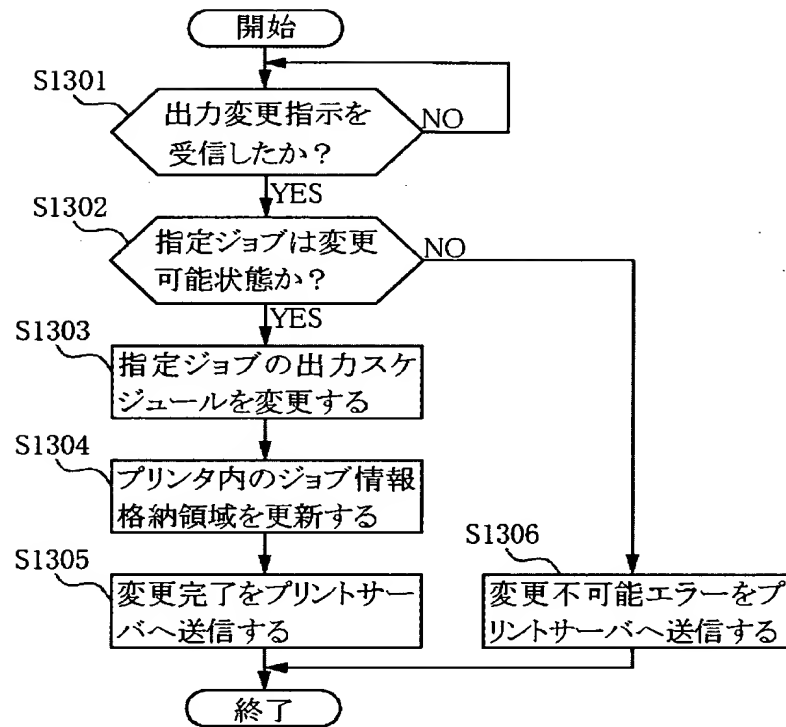 開始
S1301
出力変更指示を
受信したか？
NO
YES
S1302
指定ジョブは変更
可能状態か？
NO
YES
S1303
指定ジョブの出力スケ
ジュールを変更する
S1304
プリンタ内のジョブ情報
格納領域を更新する
S1305
変更完了をプリントサー
バへ送信する
S1306
変更不可能エラーをプ
リントサーバへ送信する
終了